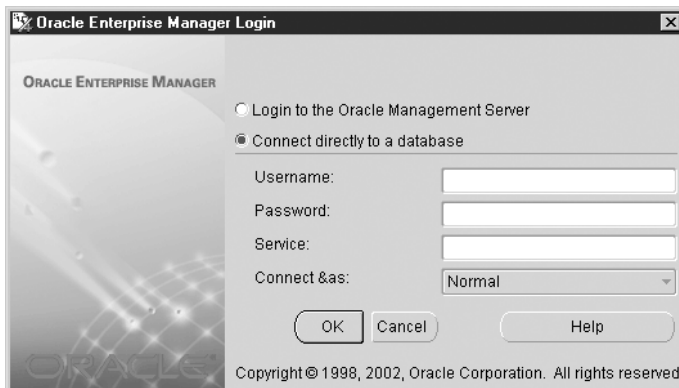 Oracle Enterprise Manager Login
ORACLE ENTERPRISE MANAGER
Login to the Oracle Management Server
Connect directly to a database
Username:
Password:
Service:
Connect &as:
Normal
OK
Cancel
Help
ORACLE
Copyright © 1998, 2002, Oracle Corporation. All rights reserved